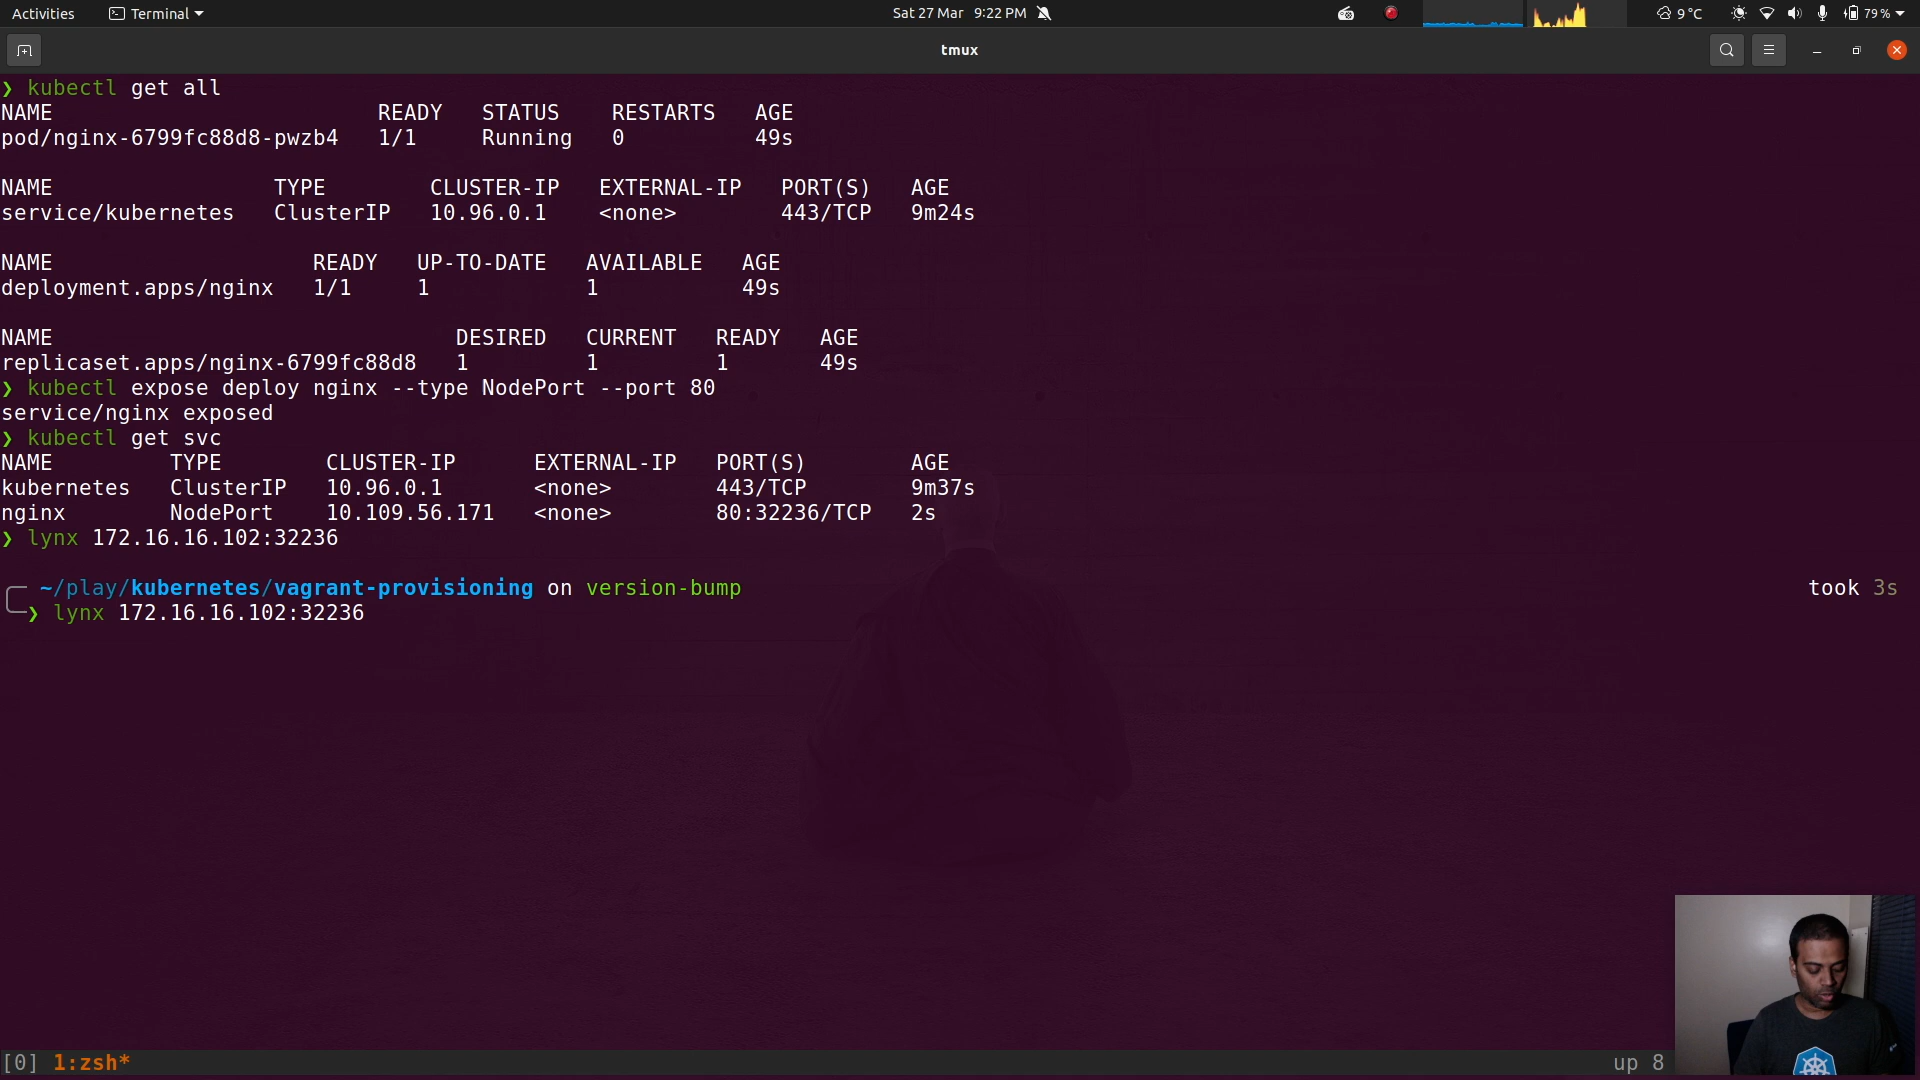 Activities Terminal Sat 27 Mar 9:22 PM 9 °C 79 %
tmux
❯ kubectl get all
NAME READY STATUS RESTARTS AGE
pod/nginx-6799fc88d8-pwzb4 1/1 Running 0 49s
NAME TYPE CLUSTER-IP EXTERNAL-IP PORT(S) AGE
service/kubernetes ClusterIP 10.96.0.1 <none> 443/TCP 9m24s
NAME READY UP-TO-DATE AVAILABLE AGE
deployment.apps/nginx 1/1 1 1 49s
NAME DESIRED CURRENT READY AGE
replicaset.apps/nginx-6799fc88d8 1 1 1 49s
❯ kubectl expose deploy nginx --type NodePort --port 80
service/nginx exposed
❯ kubectl get svc
NAME TYPE CLUSTER-IP EXTERNAL-IP PORT(S) AGE
kubernetes ClusterIP 10.96.0.1 <none> 443/TCP 9m37s
nginx NodePort 10.109.56.171 <none> 80:32236/TCP 2s
❯ lynx 172.16.16.102:32236
~/play/kubernetes/vagrant-provisioning on version-bump took 3s
❯ lynx 172.16.16.102:32236
[0] 1:zsh* up 8